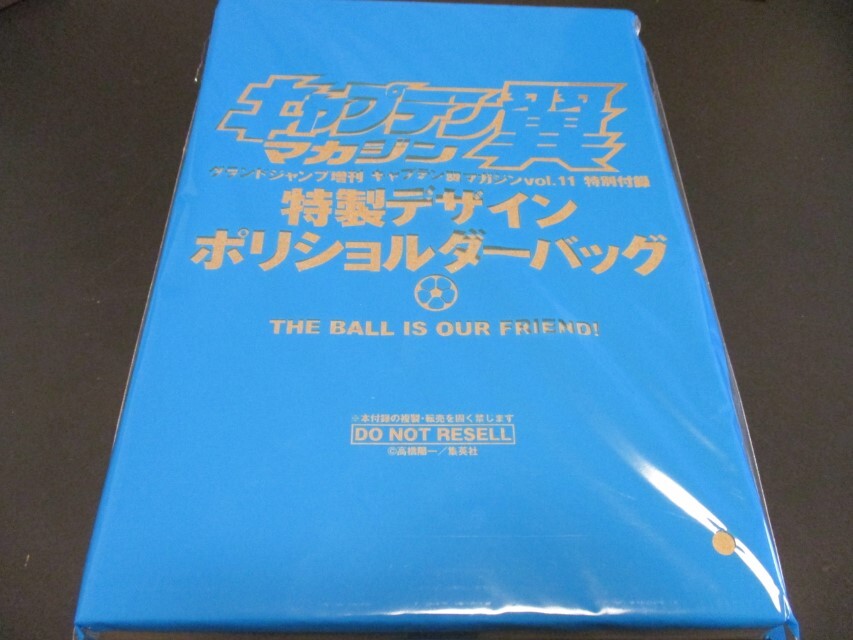 キャプテン翼
マガジン
グランドジャンプ増刊 キャプテン翼マガジンvol.11 特別付録
特製デザイン
ポリショルダーバッグ
THE BALL IS OUR FRIEND!
※本付録の複製・転売を固く禁じます
DO NOT RESELL
©高橋陽一／集英社